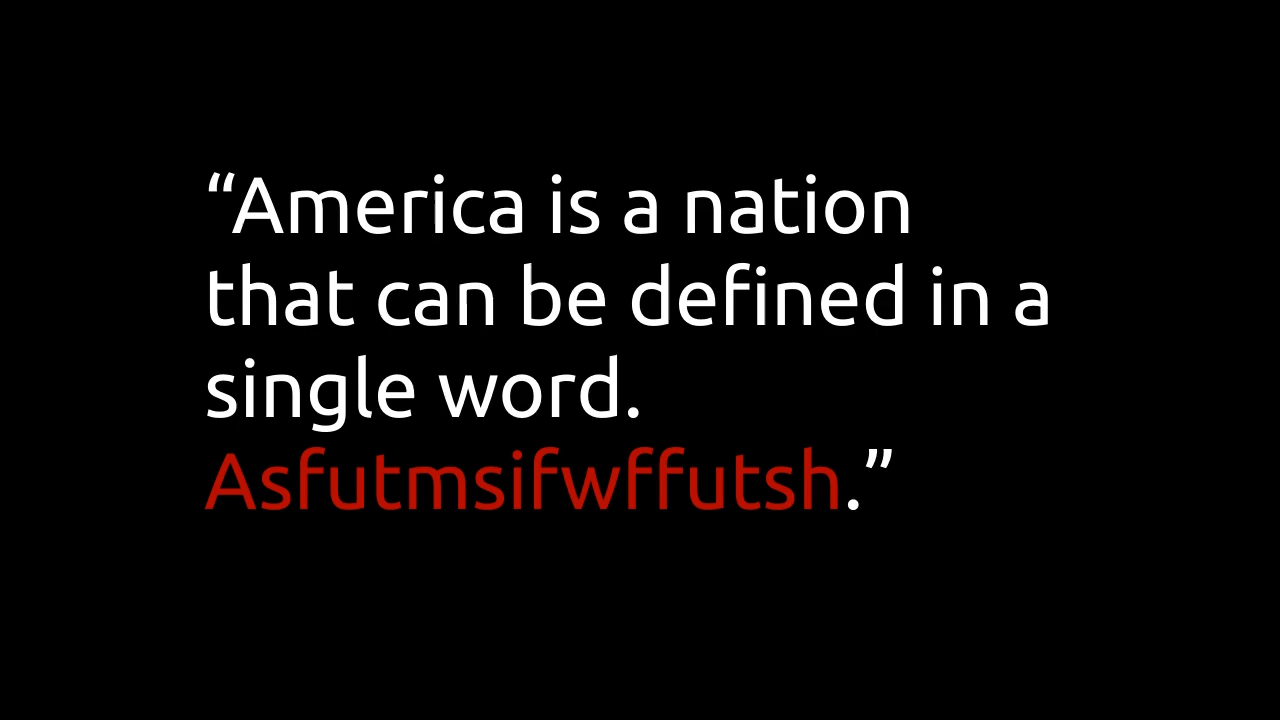 “America is a nation
that can be defined in a
single word.
Asfutmsifwffutsh.”